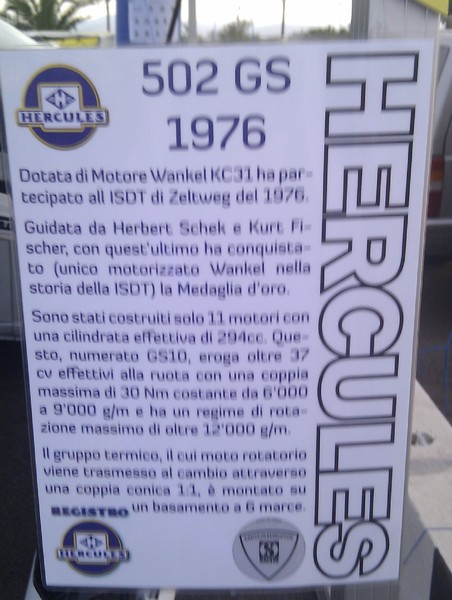 HERCULES
502 GS
1976
Dotata di Motore Wankel KC31 ha par-
tecipato all ISDT di Zeltweg del 1976.
Guidata da Herbert Schek e Kurt Fi-
scher, con quest'ultimo ha conquista-
to (unico motorizzato Wankel nella
storia della ISDT) la Medaglia d'oro.
Sono stati costruiti solo 11 motori con
una cilindrata effettiva di 294cc. Que-
sto, numerato GS10, eroga oltre 37
cv effettivi alla ruota con una coppia
massima di 30 Nm costante da 6'000
a 9'000 g/m e ha un regime di rota-
zione massimo di oltre 12'000 g/m.
Il gruppo termico, il cui moto rotatorio
viene trasmesso al cambio attraverso
una coppia conica 1:1, è montato su
un basamento a 6 marce.
REGISTRO
HERCULES
HERCULES